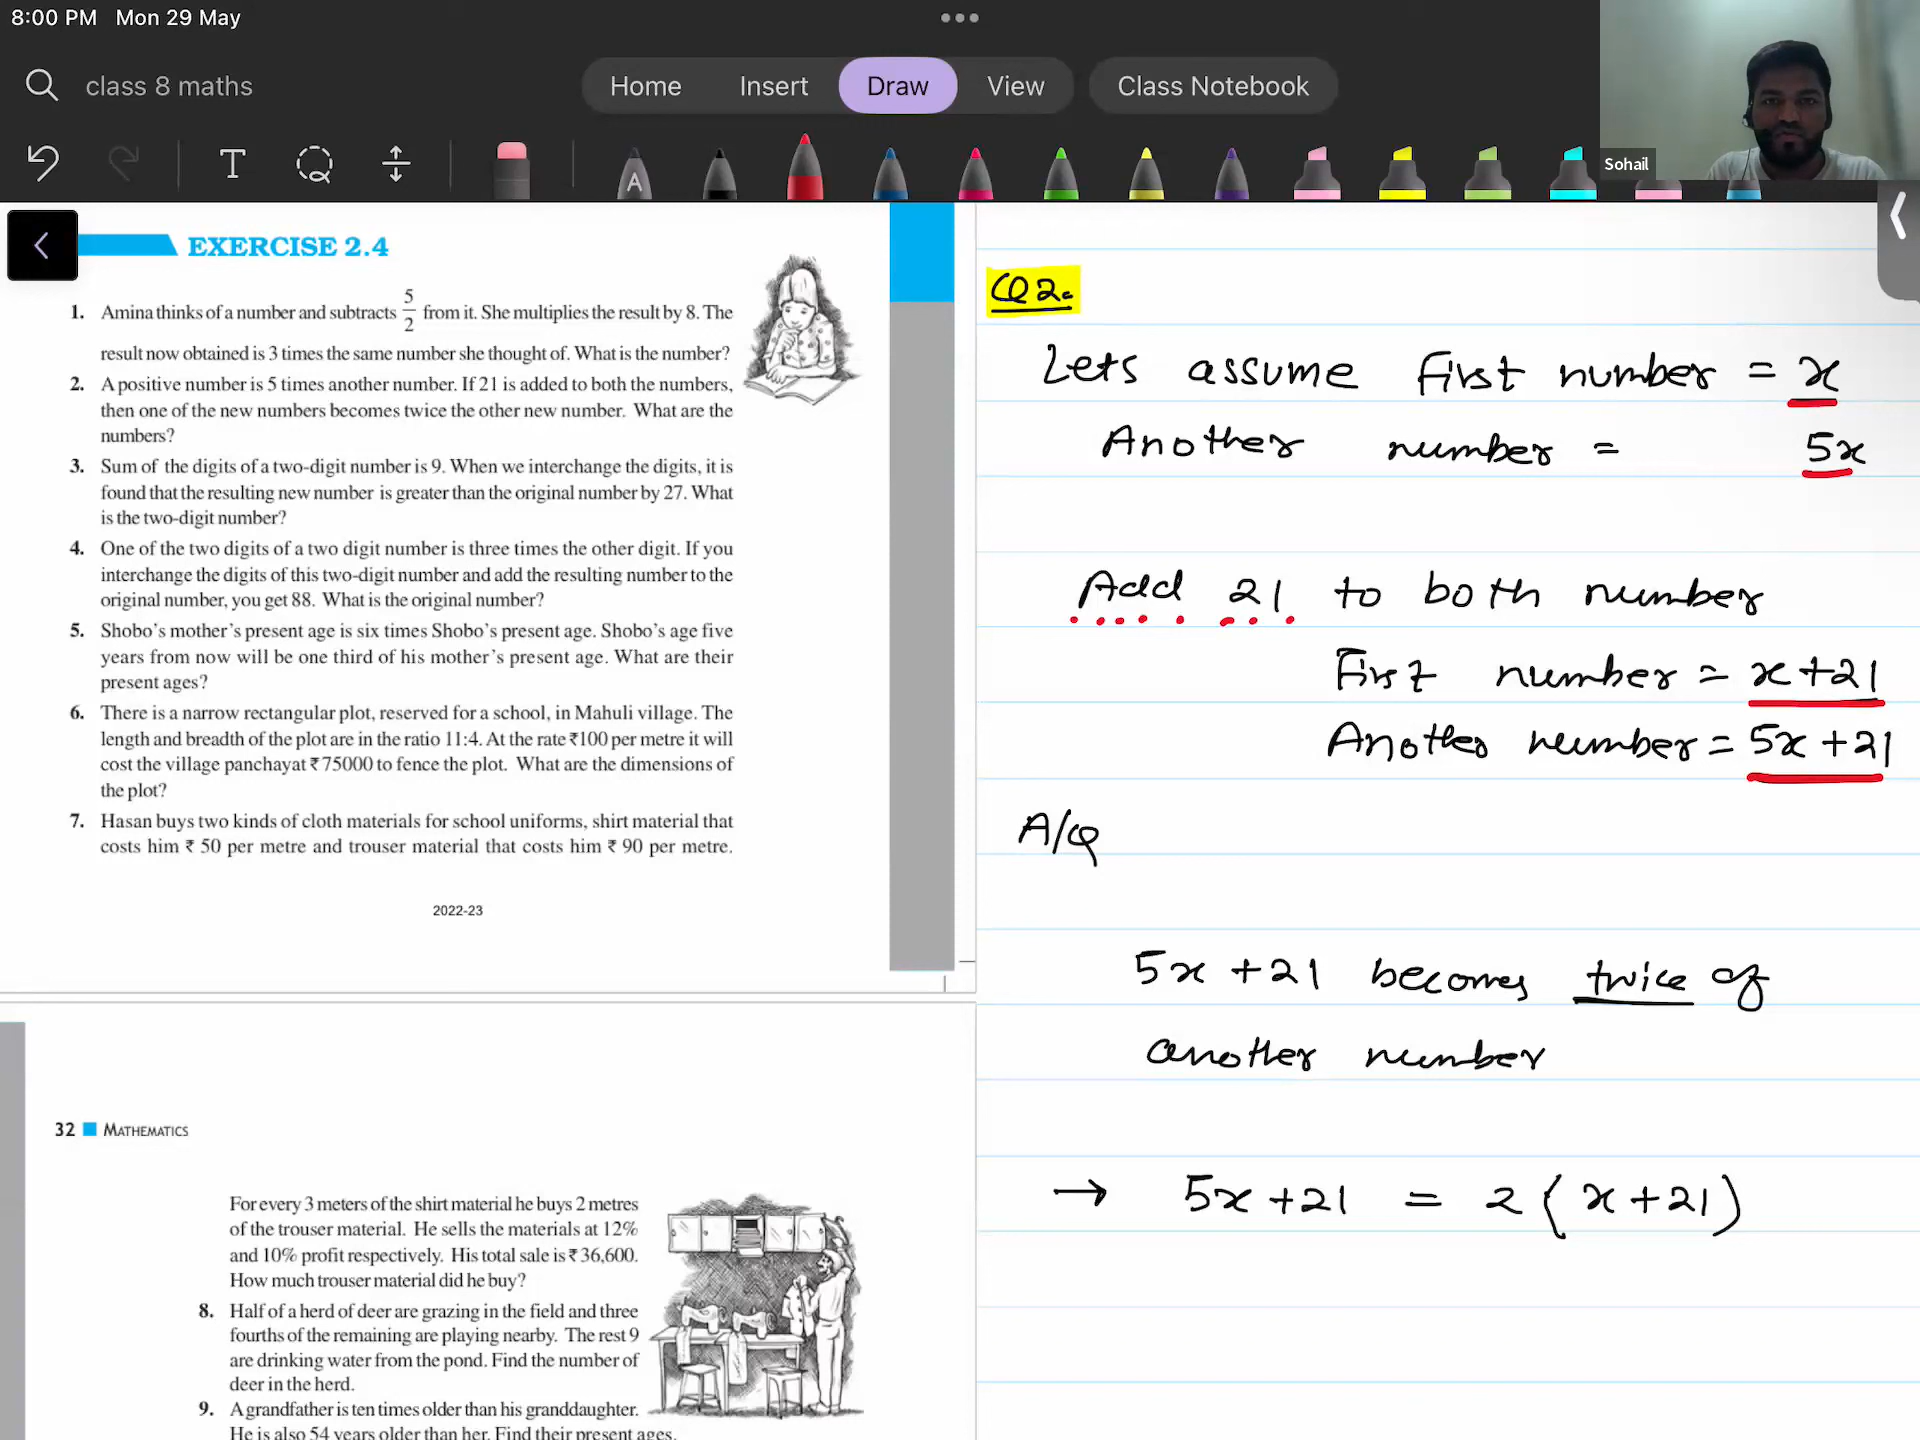 8:00 PM Mon 29 May
class 8 maths
Home Insert Draw View Class Notebook
T
A
Sohail
EXERCISE 2.4
1. Amina thinks of a number and subtracts 5/2 from it. She multiplies the result by 8. The
result now obtained is 3 times the same number she thought of. What is the number?
2. A positive number is 5 times another number. If 21 is added to both the numbers,
then one of the new numbers becomes twice the other new number. What are the
numbers?
3. Sum of the digits of a two-digit number is 9. When we interchange the digits, it is
found that the resulting new number is greater than the original number by 27. What
is the two-digit number?
4. One of the two digits of a two digit number is three times the other digit. If you
interchange the digits of this two-digit number and add the resulting number to the
original number, you get 88. What is the original number?
5. Shobo's mother's present age is six times Shobo's present age. Shobo's age five
years from now will be one third of his mother's present age. What are their
present ages?
6. There is a narrow rectangular plot, reserved for a school, in Mahuli village. The
length and breadth of the plot are in the ratio 11:4. At the rate ₹100 per metre it will
cost the village panchayat ₹75000 to fence the plot. What are the dimensions of
the plot?
7. Hasan buys two kinds of cloth materials for school uniforms, shirt material that
costs him ₹ 50 per metre and trouser material that costs him ₹ 90 per metre.
2022-23
32 MATHEMATICS
For every 3 meters of the shirt material he buys 2 metres
of the trouser material. He sells the materials at 12%
and 10% profit respectively. His total sale is ₹ 36,600.
How much trouser material did he buy?
8. Half of a herd of deer are grazing in the field and three
fourths of the remaining are playing nearby. The rest 9
are drinking water from the pond. Find the number of
deer in the herd.
9. A grandfather is ten times older than his granddaughter.
He is also 54 years older than her. Find their present ages.
Q2.
Lets assume First number = x
Another number = 5x
Add 21 to both number
First number = x+21
Another number = 5x+21
A/Q
5x+21 becomes twice of
another number
→ 5x+21 = 2(x+21)